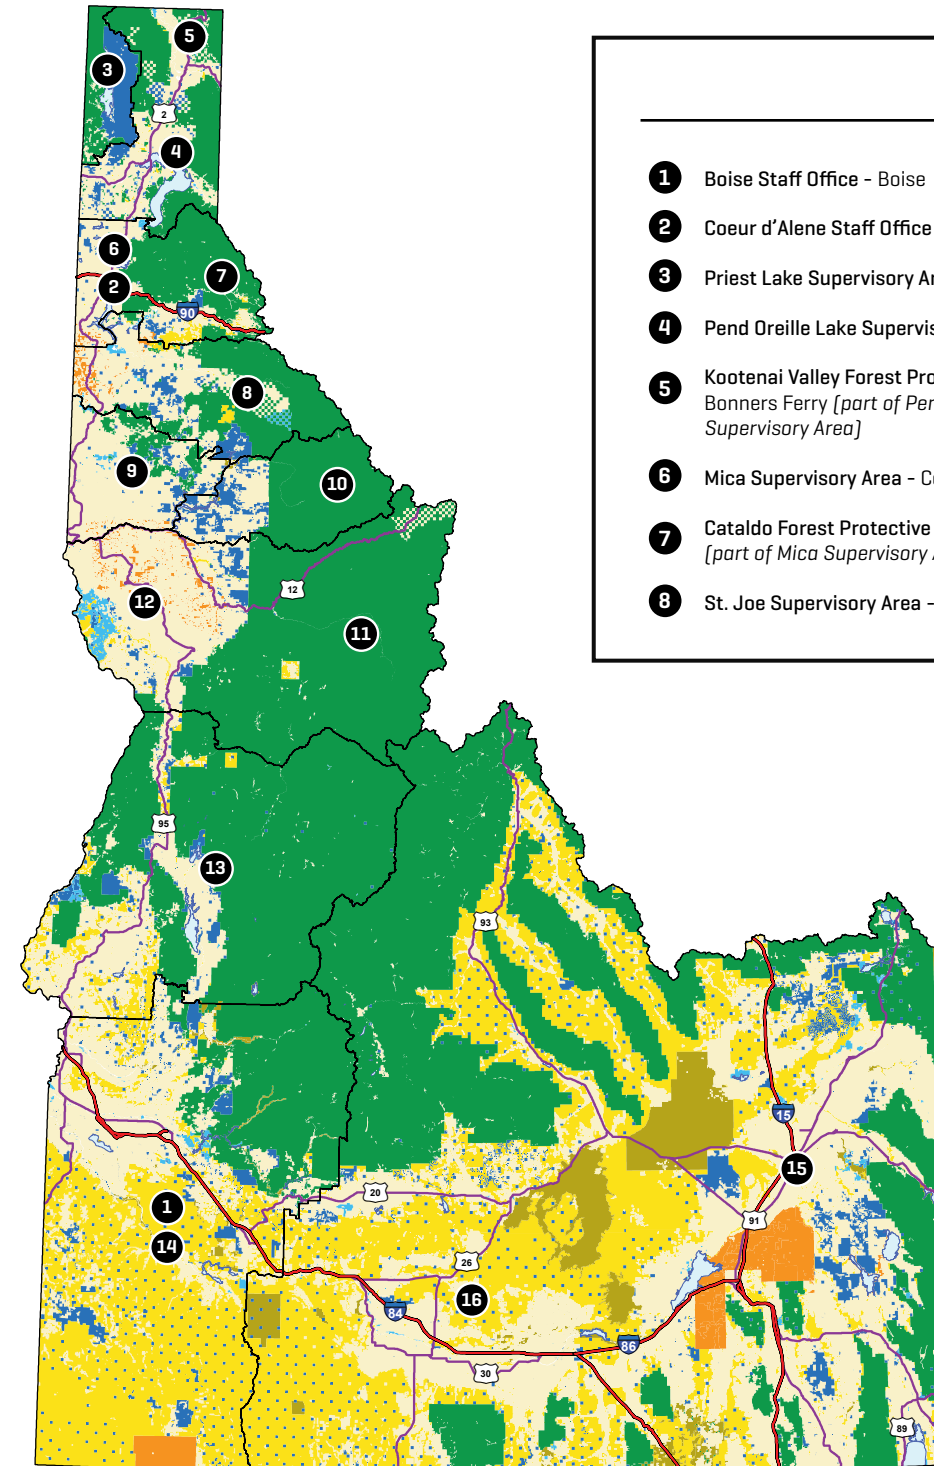 5
3
2
4
6
7
2
90
8
9
10
12
12
11
95
13
93
15
15
20
1
91
14
26
16
84
86
30
89
1 Boise Staff Office - Boise
2 Coeur d'Alene Staff Office
3 Priest Lake Supervisory
4 Pend Oreille Lake
5 Kootenai Valley Forest
Bonners Ferry [part of
Supervisory Area]
6 Mica Supervisory Area -
7 Cataldo Forest Protective
[part of Mica Supervisory
8 St. Joe Supervisory Area -